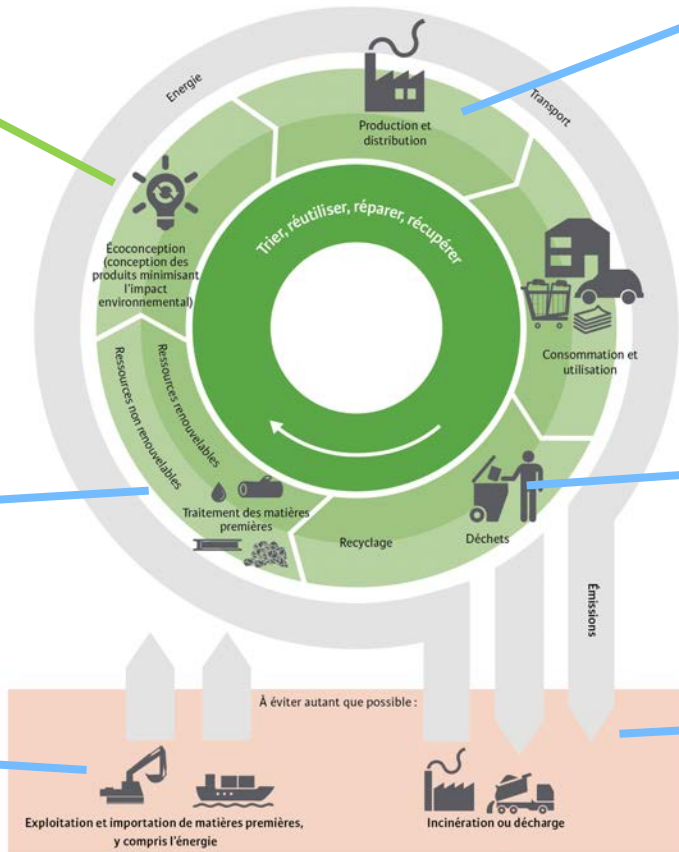 Energie
Transport
Production et
distribution
Écoconception
(conception des
produits minimisant
l'impact
environnemental)
Trier, réutiliser, réparer, récupérer
Consommation et
utilisation
Ressources non renouvelables
Ressources renouvelables
Traitement des matières
premières
Recyclage
Déchets
Émissions
À éviter autant que possible :
Exploitation et importation de matières premières,
y compris l'énergie
Incinération ou décharge